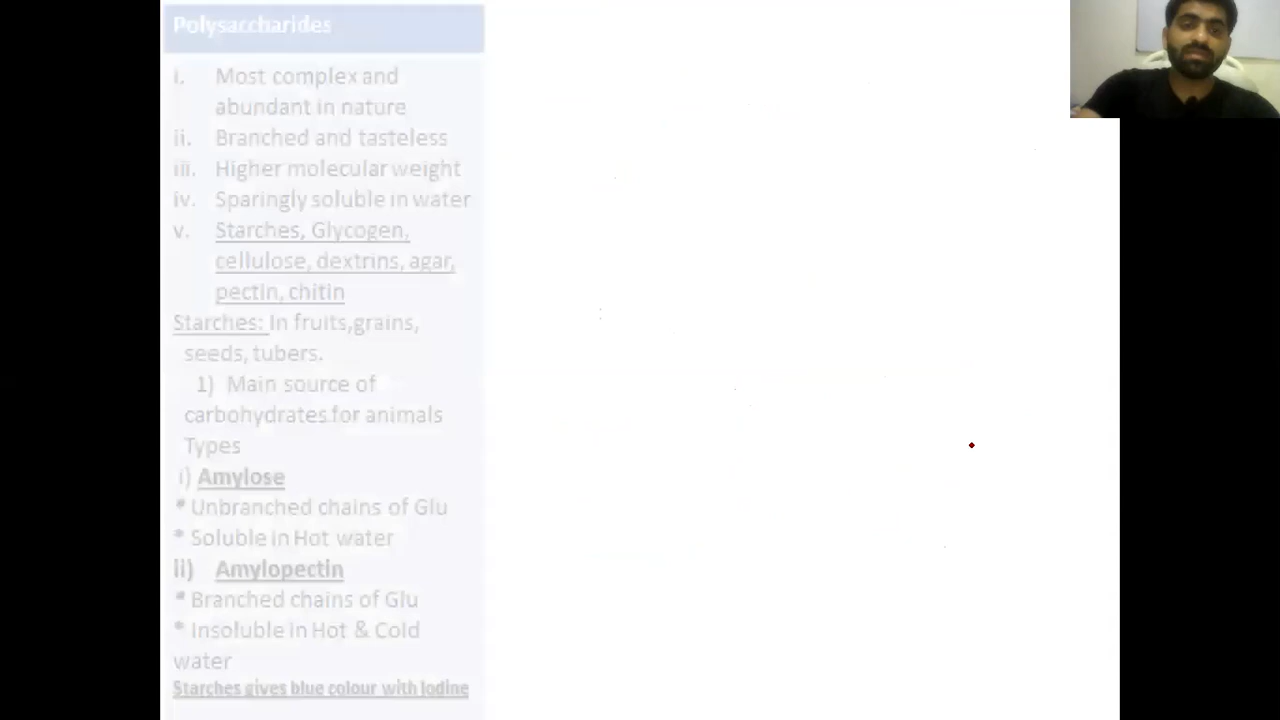 Polysaccharides
i. Most complex and
abundant in nature
ii. Branched and tasteless
iii. Higher molecular weight
iv. Sparingly soluble in water
v. Starches, Glycogen,
cellulose, dextrins, agar,
pectin, chitin
Starches: In fruits,grains,
seeds, tubers.
1) Main source of
carbohydrates for animals
Types
i) Amylose
* Unbranched chains of Glu
* Soluble in Hot water
ii) Amylopectin
* Branched chains of Glu
* Insoluble in Hot & Cold
water
Starches gives blue colour with Iodine